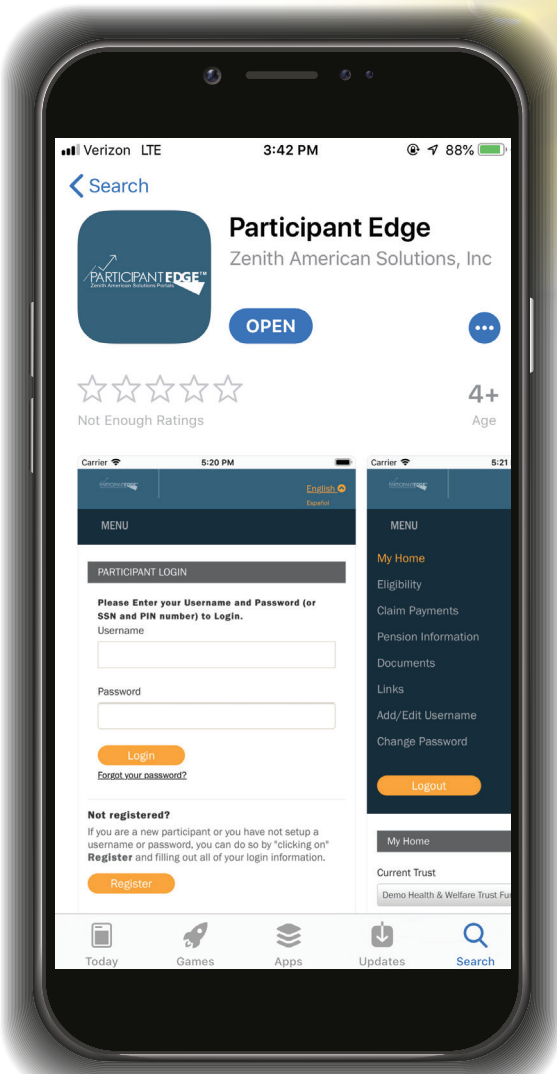 Verizon LTE 3:42 PM 88%
Search
Participant Edge
Zenith American Solutions, Inc
PARTICIPANT EDGE™
Zenith American Solutions Portals
OPEN
4+
Not Enough Ratings
Age
Carrier 5:20 PM
PARTICIPANT EDGE
English
Español
MENU
PARTICIPANT LOGIN
Please Enter your Username and Password (or
SSN and PIN number) to Login.
Username
Password
Login
Forgot your password?
Not registered?
If you are a new participant or you have not setup a
username or password, you can do so by "clicking on"
Register and filling out all of your login information.
Register
Carrier 5:21
PARTICIPANT EDGE
MENU
My Home
Eligibility
Claim Payments
Pension Information
Documents
Links
Add/Edit Username
Change Password
Logout
My Home
Current Trust
Demo Health & Welfare Trust Fu
Today Games Apps Updates Search